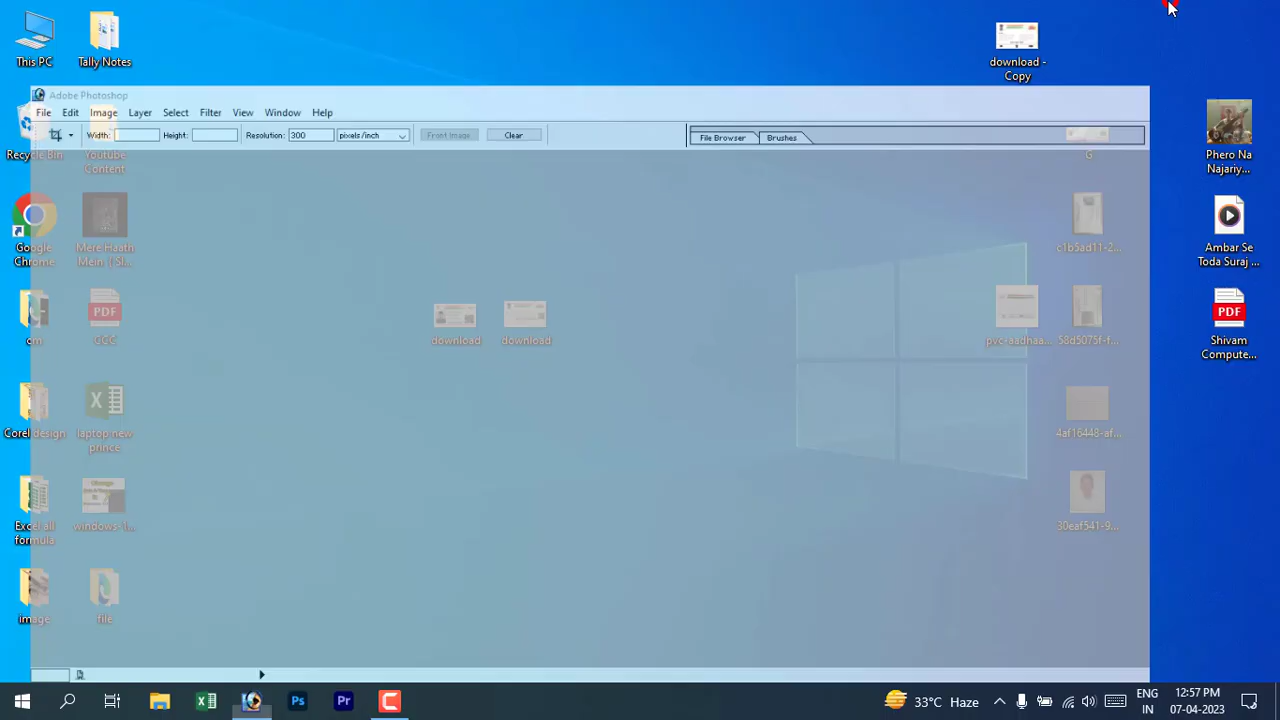 This PC
Tally Notes
download -
Copy
Adobe Photoshop
File Edit Image Layer Select Filter View Window Help
Width: Height: Resolution: 300 pixels/inch Front Image Clear
File Browser Brushes
Recycle Bin
Youtube
Content
G
Phero Na
Najariy...
Google
Chrome
Mere Haath
Mein
c1b5ad11-2...
Ambar Se
Toda Suraj ...
PDF
CCC
download
download
pvc-aadhaa...
58d5075f-f...
PDF
Shivam
Compute...
Corel design
laptop new
prince
4af16448-af...
Excel all
formula
windows-1...
30eaf541-9...
image
file
Ps
Pr
33°C Haze
ENG
IN
12:57 PM
07-04-2023